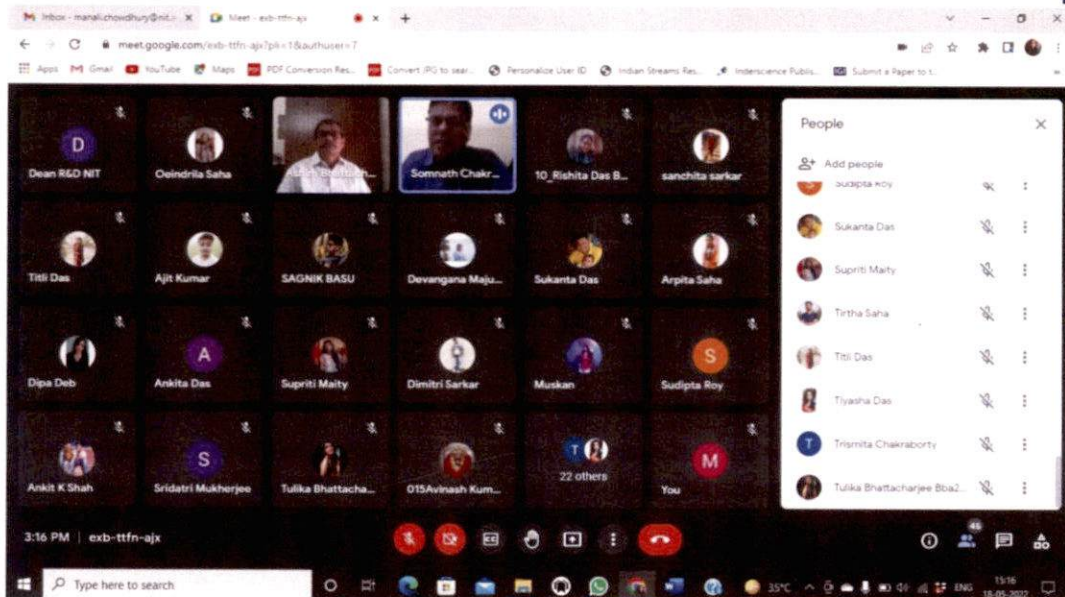 Inbox - manali.chowdhury@nit.
Meet - exb-ttfn-ajx
meet.google.com/exb-ttfn-ajx?pli=1&authuser=7
Apps Gmail YouTube Maps PDF Conversion Res... Convert JPG to sear... Personalize User ID Indian Streams Res... Inderscience Publis... Submit a Paper to t...
D
Dean R&D NIT
Oeindrila Saha
Somnath Chakr...
10_Rishita Das B...
sanchita sarkar
Titli Das
Ajit Kumar
SAGNIK BASU
Devangana Maju...
Sukanta Das
Arpita Saha
Dipa Deb
A
Ankita Das
Supriti Maity
Dimitri Sarkar
Muskan
S
Sudipta Roy
Ankit K Shah
S
Sridatri Mukherjee
Tulika Bhattacha...
015Avinash Kum...
T
22 others
M
You
People
Add people
Sudipta Roy
Sukanta Das
Supriti Maity
Tirtha Saha
Titli Das
Tiyasha Das
T
Trismita Chakraborty
Tulika Bhattacharjee Bba2...
3:16 PM | exb-ttfn-ajx
46
Type here to search
35°C
ENG
15:16
18-05-2022